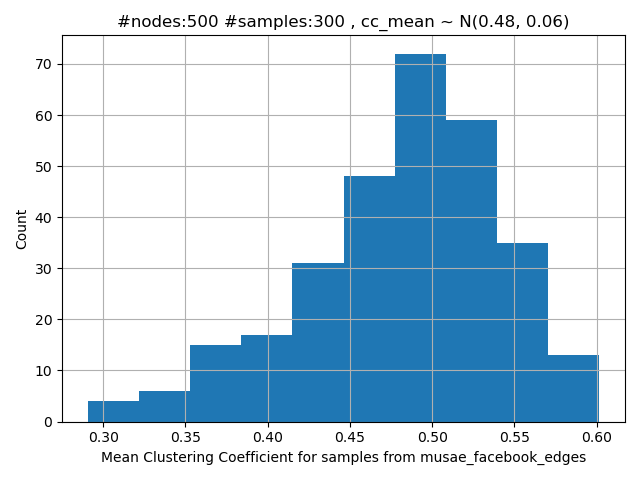 #nodes:500 #samples:300 , cc_mean ~ N(0.48, 0.06)
70
60
50
40
30
20
10
0
Count
0.30 0.35 0.40 0.45 0.50 0.55 0.60
Mean Clustering Coefficient for samples from musae_facebook_edges